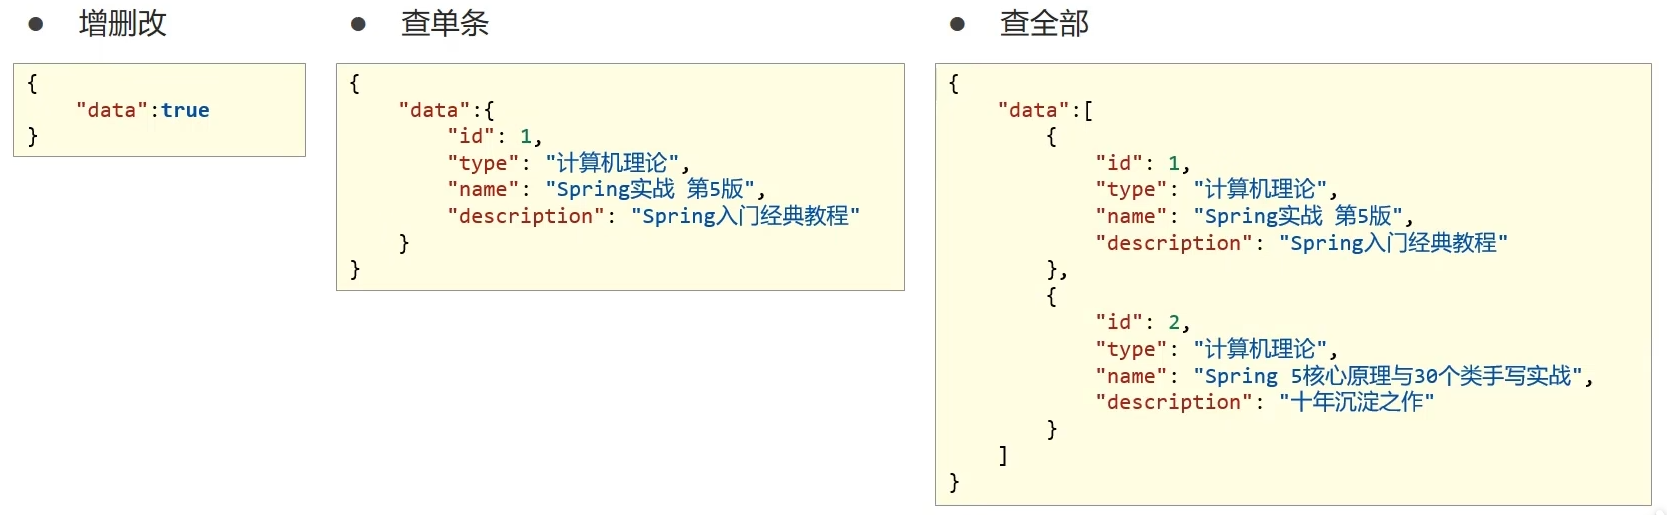 ● 增删改
{
    "data":true
}
● 查单条
{
    "data":{
        "id": 1,
        "type": "计算机理论",
        "name": "Spring实战 第5版",
        "description": "Spring入门经典教程"
    }
}
● 查全部
{
    "data":[
        {
            "id": 1,
            "type": "计算机理论",
            "name": "Spring实战 第5版",
            "description": "Spring入门经典教程"
        },
        {
            "id": 2,
            "type": "计算机理论",
            "name": "Spring 5核心原理与30个类手写实战",
            "description": "十年沉淀之作"
        }
    ]
}